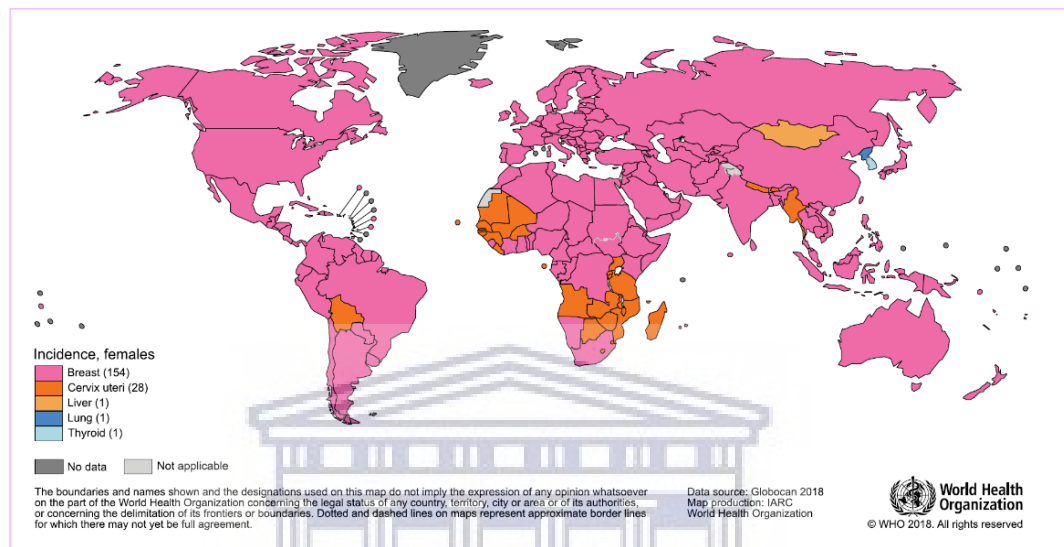 Incidence, females
Breast (154)
Cervix uteri (28)
Liver (1)
Lung (1)
Thyroid (1)
No data
Not applicable
The boundaries and names shown and the designations used on this map do not imply the expression of any opinion whatsoever
on the part of the World Health Organization concerning the legal status of any country, territory, city or area or of its authorities,
or concerning the delimitation of its frontiers or boundaries. Dotted and dashed lines on maps represent approximate border lines
for which there may not yet be full agreement.
Data source: Globocan 2018
Map production: IARC
World Health Organization
World Health
Organization
© WHO 2018. All rights reserved